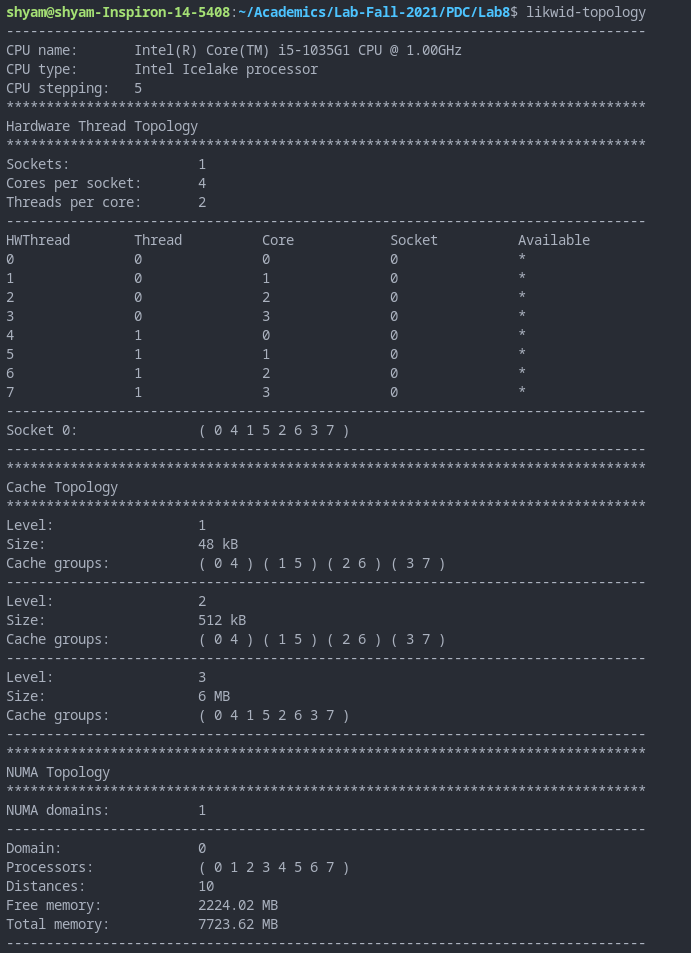 shyam@shyam-Inspiron-14-5408:~/Academics/Lab-Fall-2021/PDC/Lab8$ likwid-topology
--------------------------------------------------------------------------------
CPU name:	Intel(R) Core(TM) i5-1035G1 CPU @ 1.00GHz
CPU type:	Intel Icelake processor
CPU stepping:	5
********************************************************************************
Hardware Thread Topology
********************************************************************************
Sockets:		1
Cores per socket:	4
Threads per core:	2
--------------------------------------------------------------------------------
HWThread	Thread		Core		Socket		Available
0		0		0		0		*
1		0		1		0		*
2		0		2		0		*
3		0		3		0		*
4		1		0		0		*
5		1		1		0		*
6		1		2		0		*
7		1		3		0		*
--------------------------------------------------------------------------------
Socket 0:		( 0 4 1 5 2 6 3 7 )
--------------------------------------------------------------------------------
********************************************************************************
Cache Topology
********************************************************************************
Level:			1
Size:			48 kB
Cache groups:		( 0 4 ) ( 1 5 ) ( 2 6 ) ( 3 7 )
--------------------------------------------------------------------------------
Level:			2
Size:			512 kB
Cache groups:		( 0 4 ) ( 1 5 ) ( 2 6 ) ( 3 7 )
--------------------------------------------------------------------------------
Level:			3
Size:			6 MB
Cache groups:		( 0 4 1 5 2 6 3 7 )
--------------------------------------------------------------------------------
********************************************************************************
NUMA Topology
********************************************************************************
NUMA domains:		1
--------------------------------------------------------------------------------
Domain:			0
Processors:		( 0 1 2 3 4 5 6 7 )
Distances:		10
Free memory:		2224.02 MB
Total memory:		7723.62 MB
--------------------------------------------------------------------------------